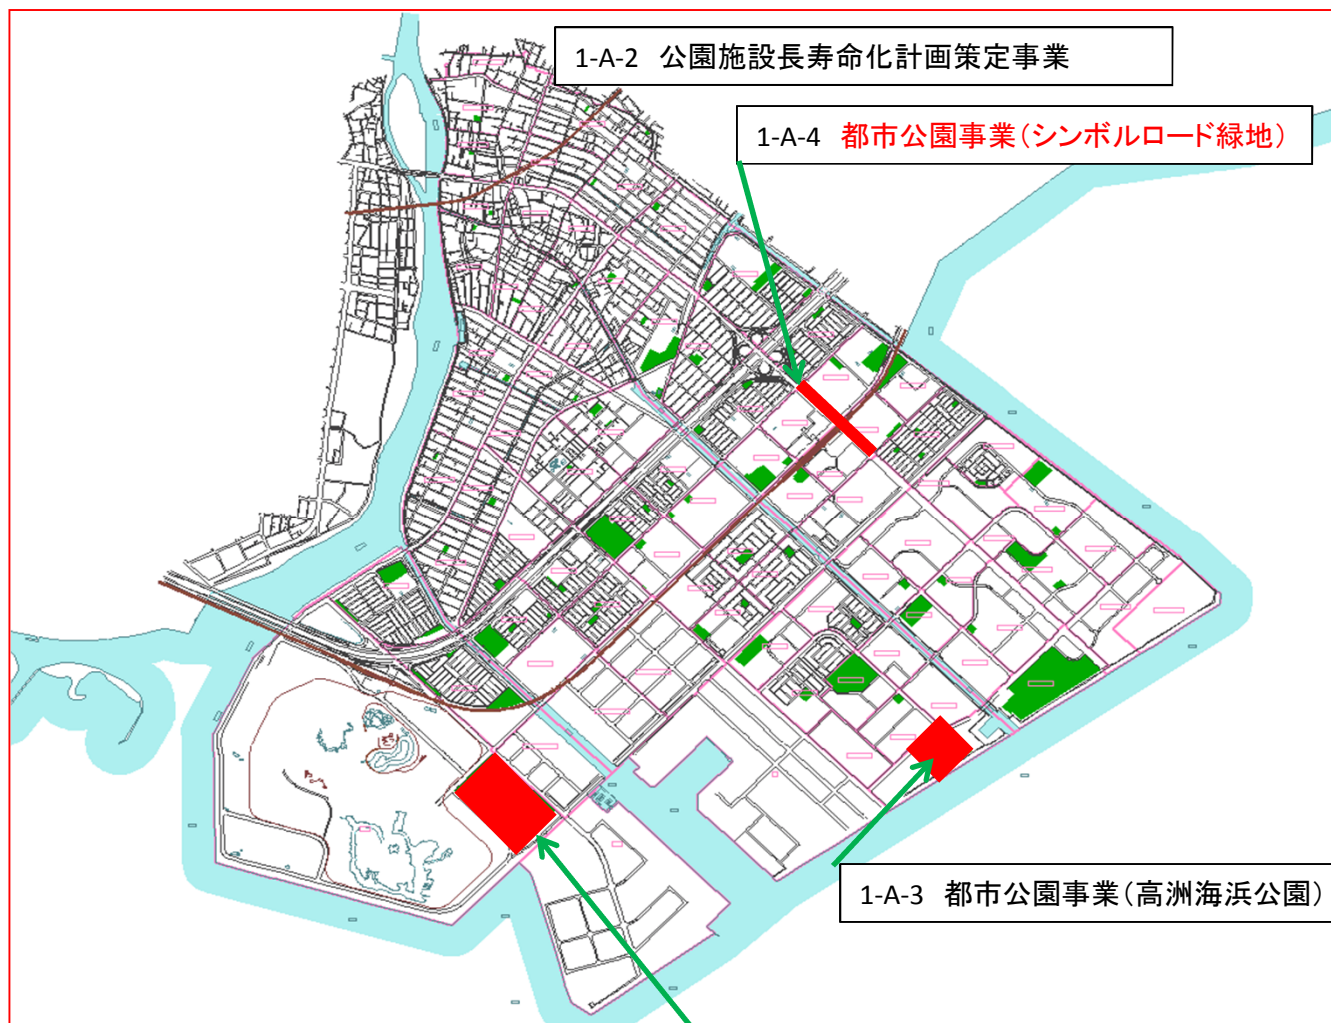 1-A-2 公園施設長寿命化計画策定事業
1-A-4 都市公園事業(シンボルロード緑地)
1-A-3 都市公園事業(高洲海浜公園)